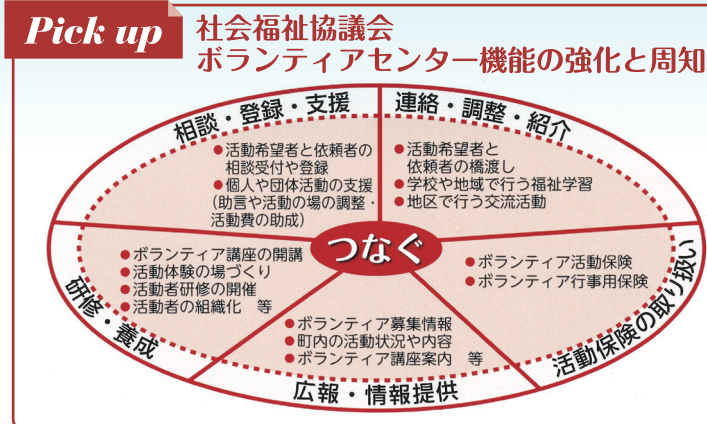 Pick up
社会福祉協議会
ボランティアセンター機能の強化と周知
相談・登録・支援
●活動希望者と依頼者の
相談受付や登録
●個人や団体活動の支援
(助言や活動の場の調整・
活動費の助成)
連絡・調整・紹介
●活動希望者と
依頼者の橋渡し
●学校や地域で行う福祉学習
●地区で行う交流活動
つなぐ
研修・養成
●ボランティア講座の開講
●活動体験の場づくり
●活動者研修の開催
●活動者の組織化 等
活動保険の取り扱い
●ボランティア活動保険
●ボランティア行事用保険
●ボランティア募集情報
●町内の活動状況や内容
●ボランティア講座案内 等
広報・情報提供